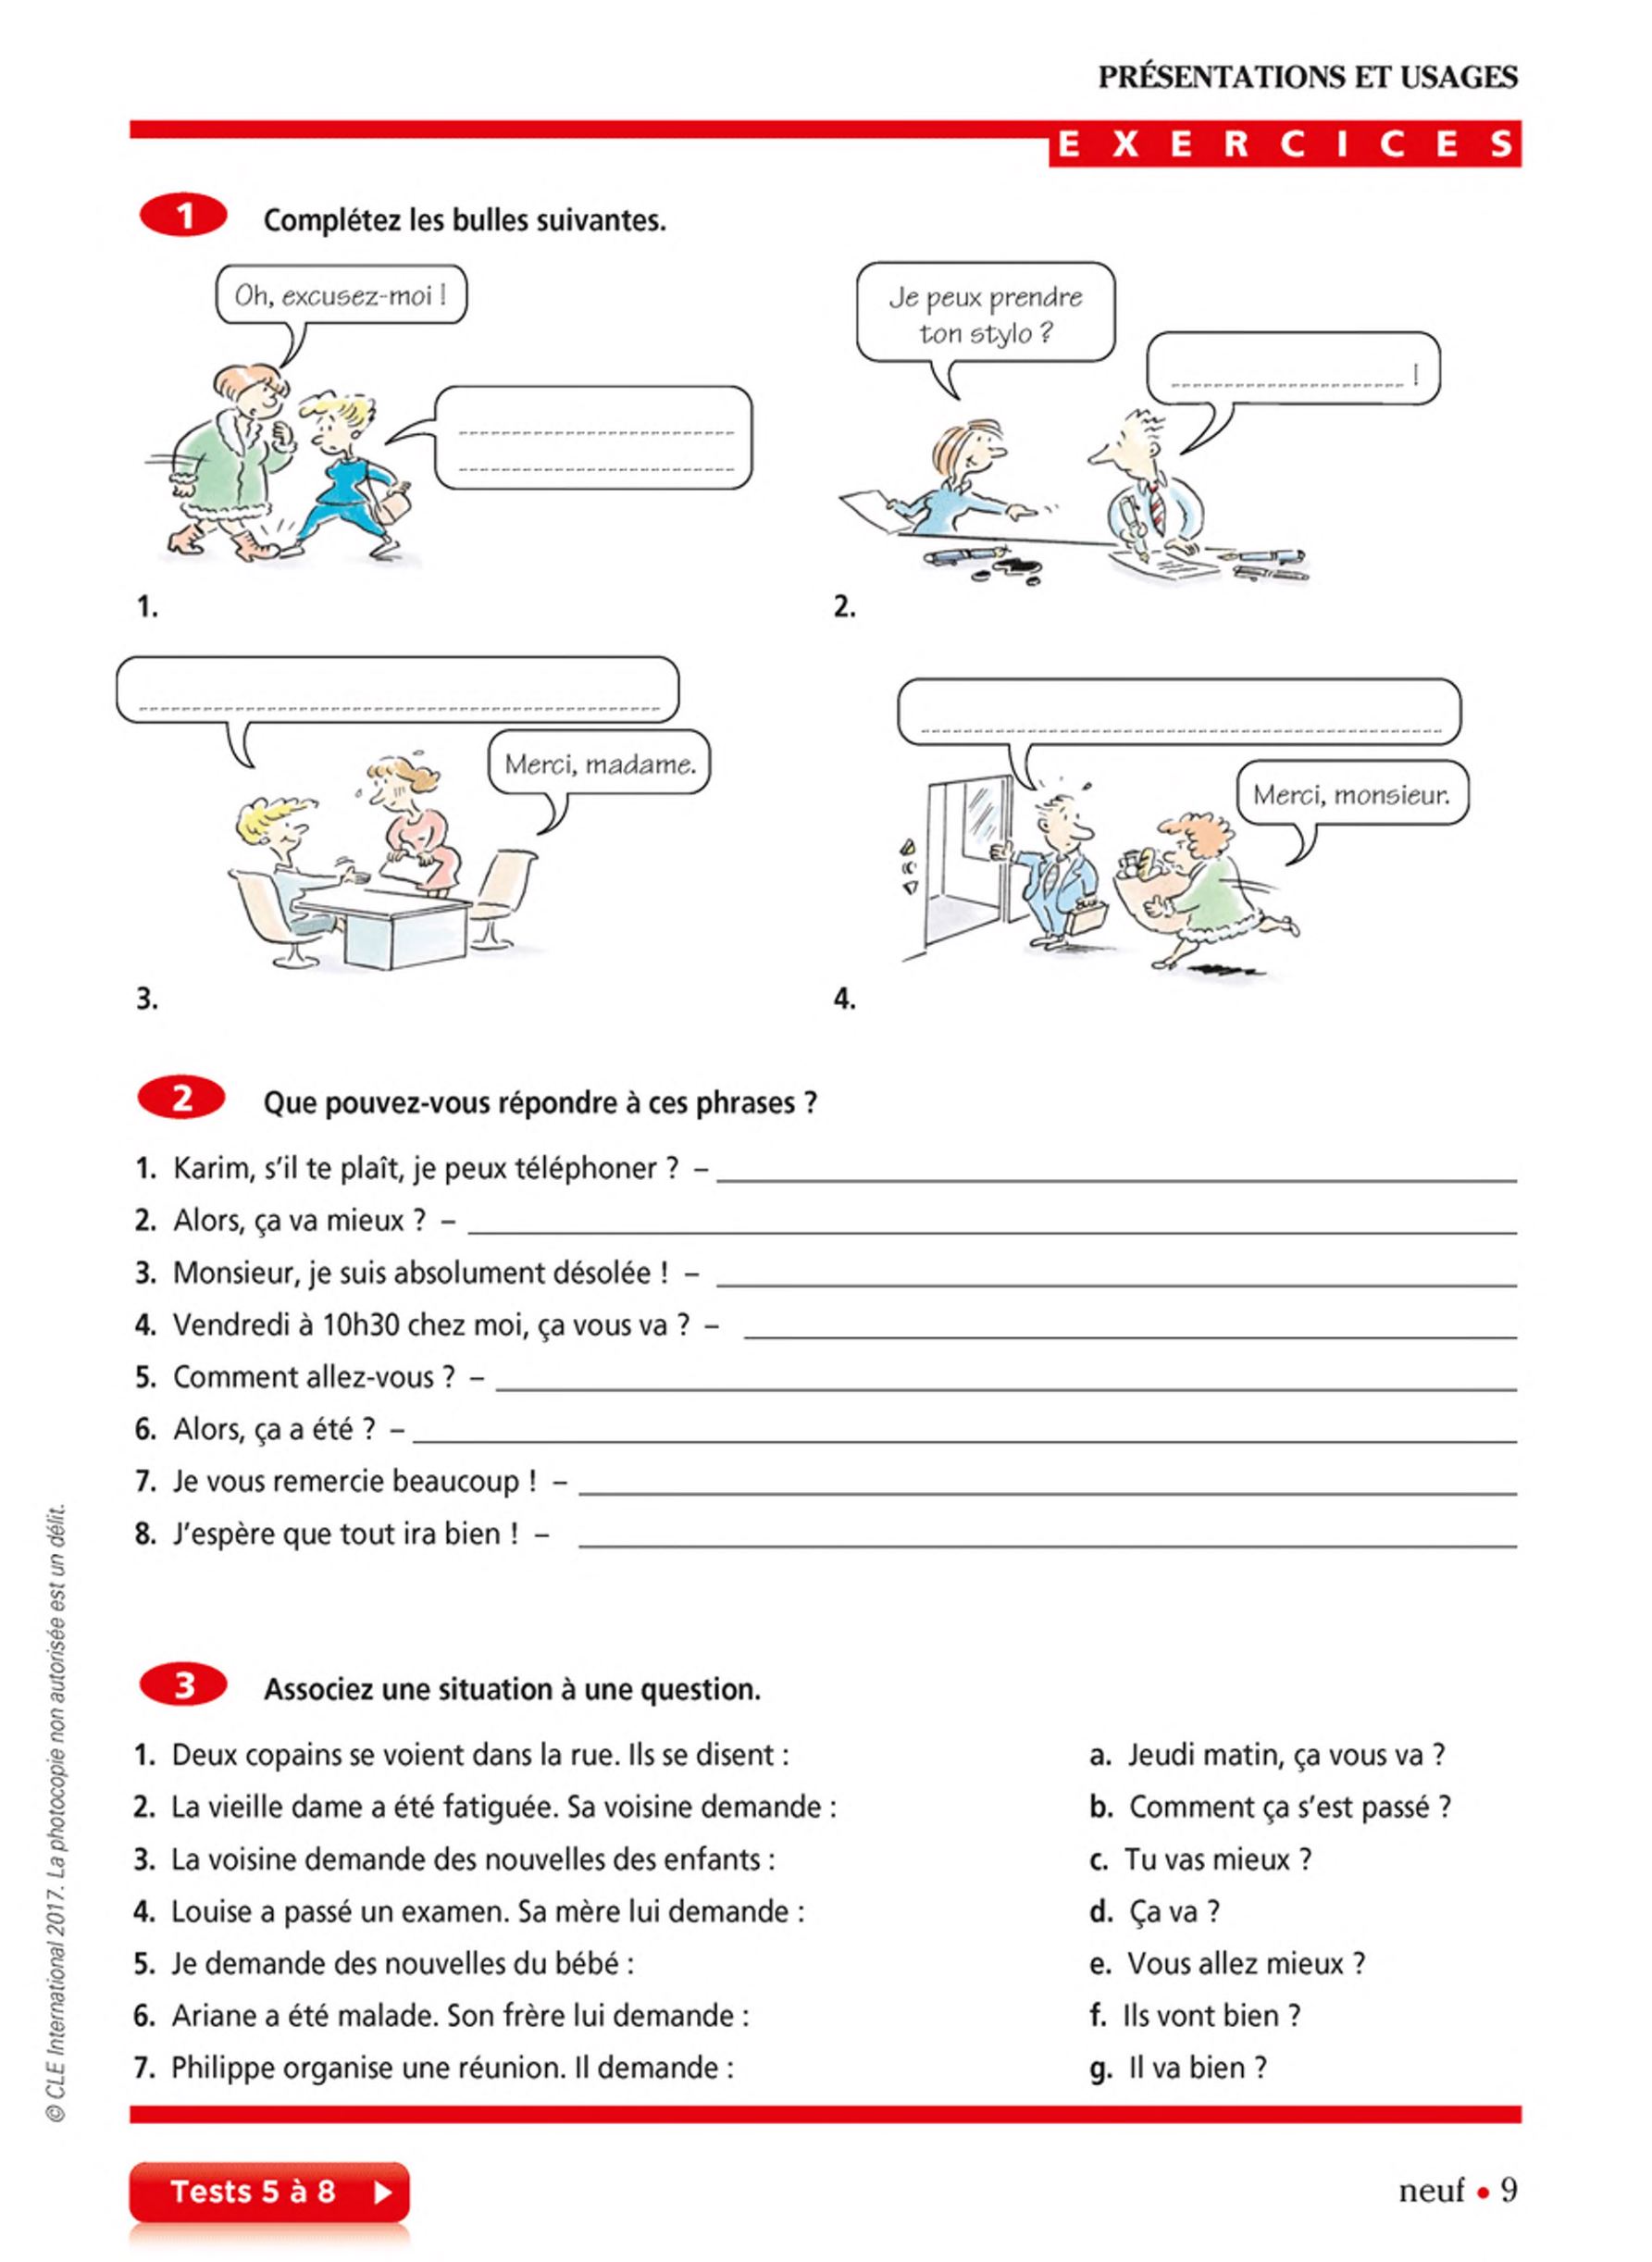 PRÉSENTATIONS ET USAGES
EXERCICES
1 Complétez les bulles suivantes.
Oh, excusez-moi !
Je peux prendre
ton stylo ?
!
1.
2.
Merci, madame.
Merci, monsieur.
3.
4.
2 Que pouvez-vous répondre à ces phrases ?
1. Karim, s'il te plaît, je peux téléphoner ? –
2. Alors, ça va mieux ? –
3. Monsieur, je suis absolument désolée ! –
4. Vendredi à 10h30 chez moi, ça vous va ? –
5. Comment allez-vous ? –
6. Alors, ça a été ? –
7. Je vous remercie beaucoup ! –
8. J'espère que tout ira bien ! –
3 Associez une situation à une question.
1. Deux copains se voient dans la rue. Ils se disent :
2. La vieille dame a été fatiguée. Sa voisine demande :
3. La voisine demande des nouvelles des enfants :
4. Louise a passé un examen. Sa mère lui demande :
5. Je demande des nouvelles du bébé :
6. Ariane a été malade. Son frère lui demande :
7. Philippe organise une réunion. Il demande :
a. Jeudi matin, ça vous va ?
b. Comment ça s'est passé ?
c. Tu vas mieux ?
d. Ça va ?
e. Vous allez mieux ?
f. Ils vont bien ?
g. Il va bien ?
© CLE International 2017. La photocopie non autorisée est un délit.
Tests 5 à 8
neuf • 9